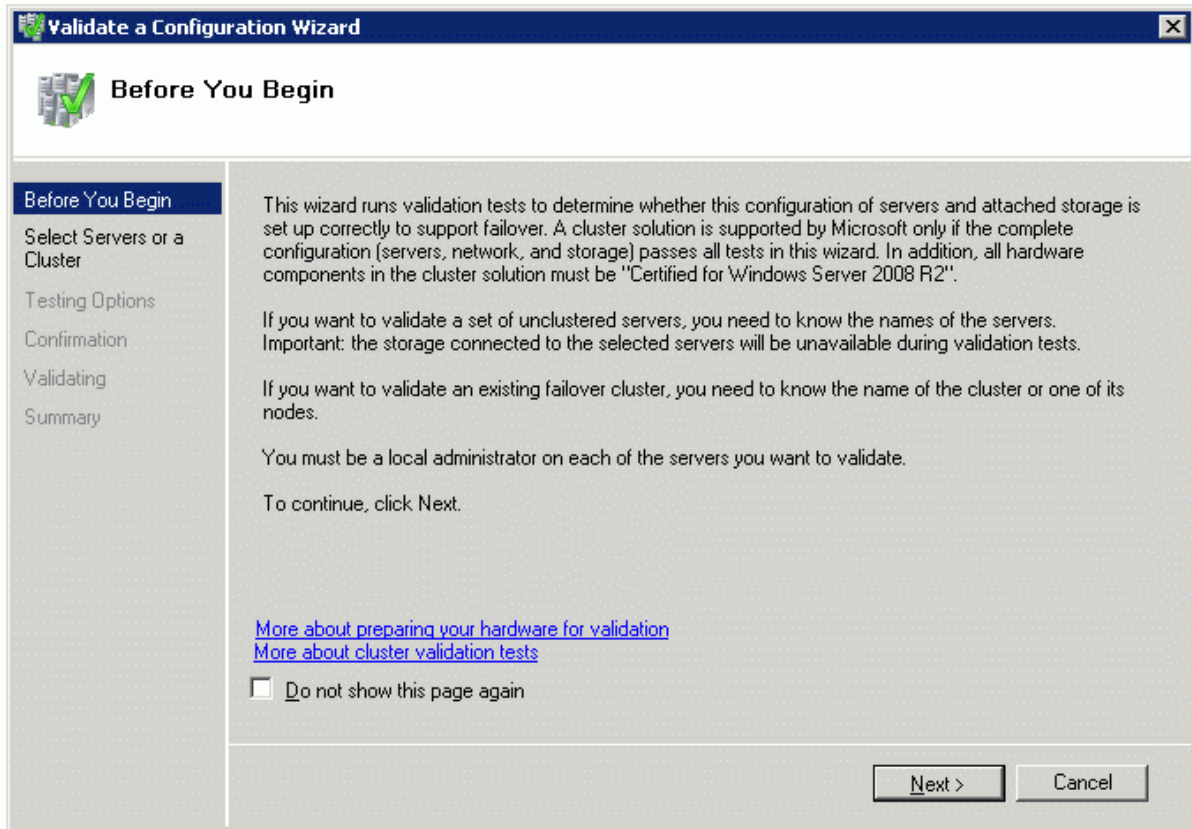 Validate a Configuration Wizard
Before You Begin
Before You Begin
Select Servers or a
Cluster
Testing Options
Confirmation
Validating
Summary
This wizard runs validation tests to determine whether this configuration of servers and attached storage is
set up correctly to support failover. A cluster solution is supported by Microsoft only if the complete
configuration (servers, network, and storage) passes all tests in this wizard. In addition, all hardware
components in the cluster solution must be "Certified for Windows Server 2008 R2".
If you want to validate a set of unclustered servers, you need to know the names of the servers.
Important: the storage connected to the selected servers will be unavailable during validation tests.
If you want to validate an existing failover cluster, you need to know the name of the cluster or one of its
nodes.
You must be a local administrator on each of the servers you want to validate.
To continue, click Next.
More about preparing your hardware for validation
More about cluster validation tests
Do not show this page again
Next >
Cancel